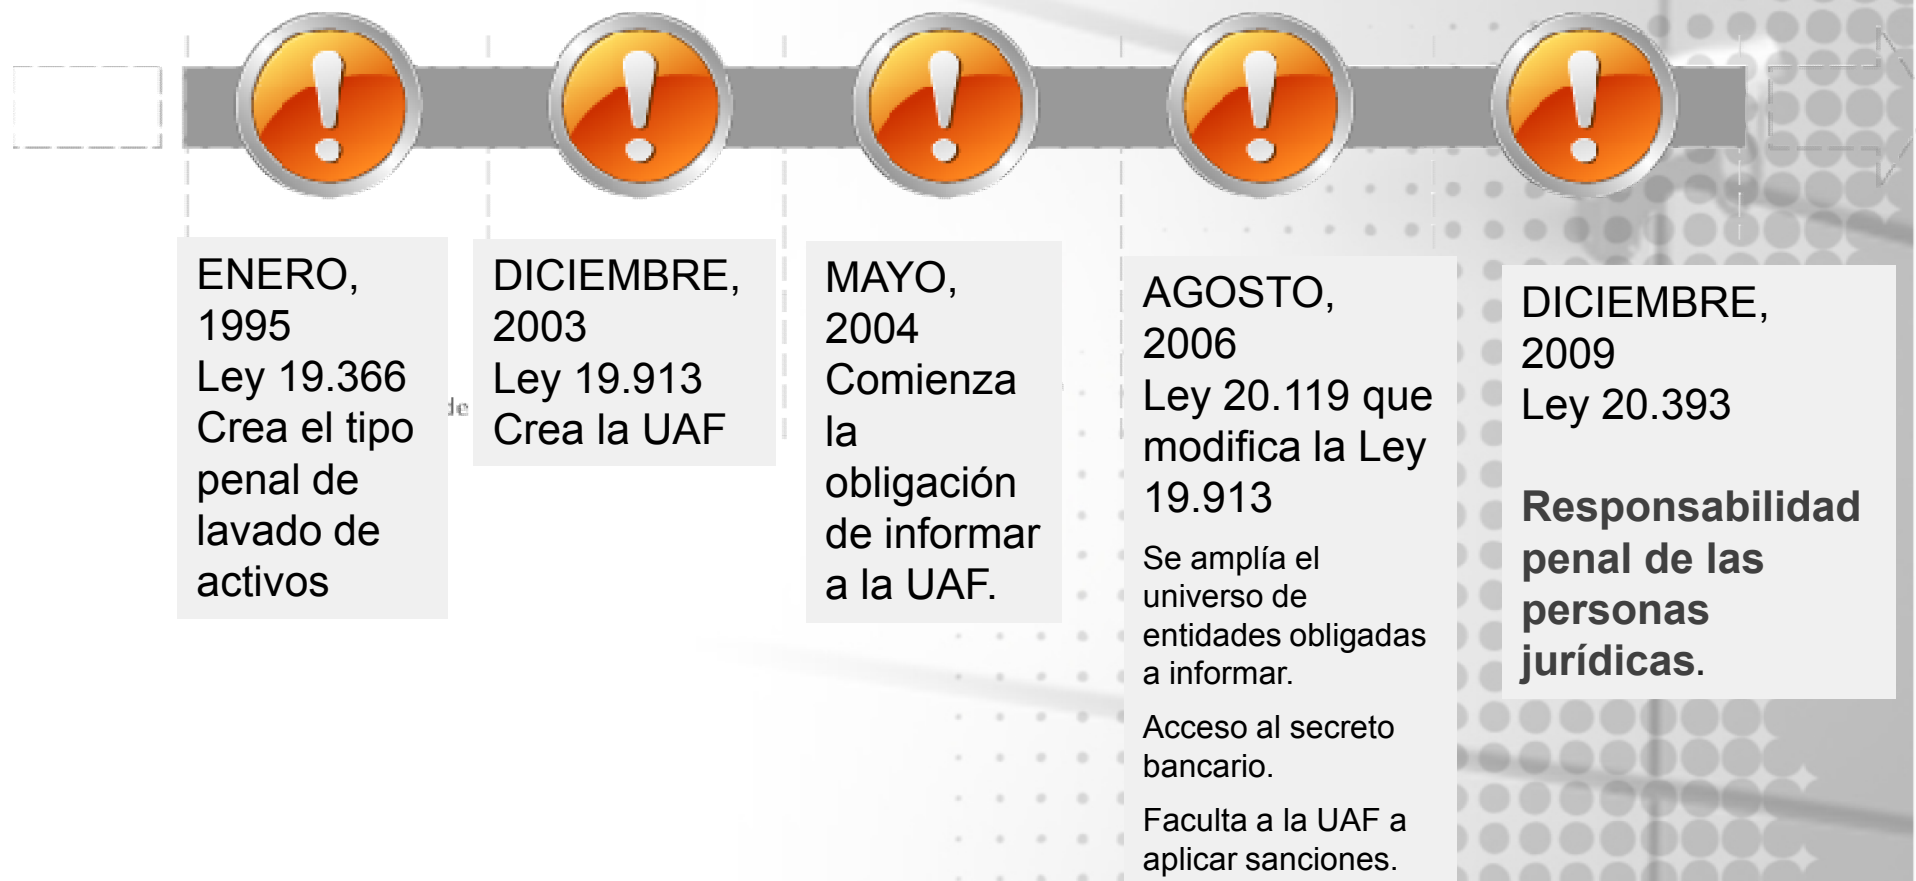 ENERO,
1995
Ley 19.366
Crea el tipo
penal de
lavado de
activos
de
DICIEMBRE,
2003
Ley 19.913
Crea la UAF
MAYO,
2004
Comienza
la
obligación
de informar
a la UAF.
AGOSTO,
2006
Ley 20.119 que
modifica la Ley
19.913
Se amplía el
universo de
entidades obligadas
a informar.
Acceso al secreto
bancario.
Faculta a la UAF a
aplicar sanciones.
DICIEMBRE,
2009
Ley 20.393
Responsabilidad
penal de las
personas
jurídicas.